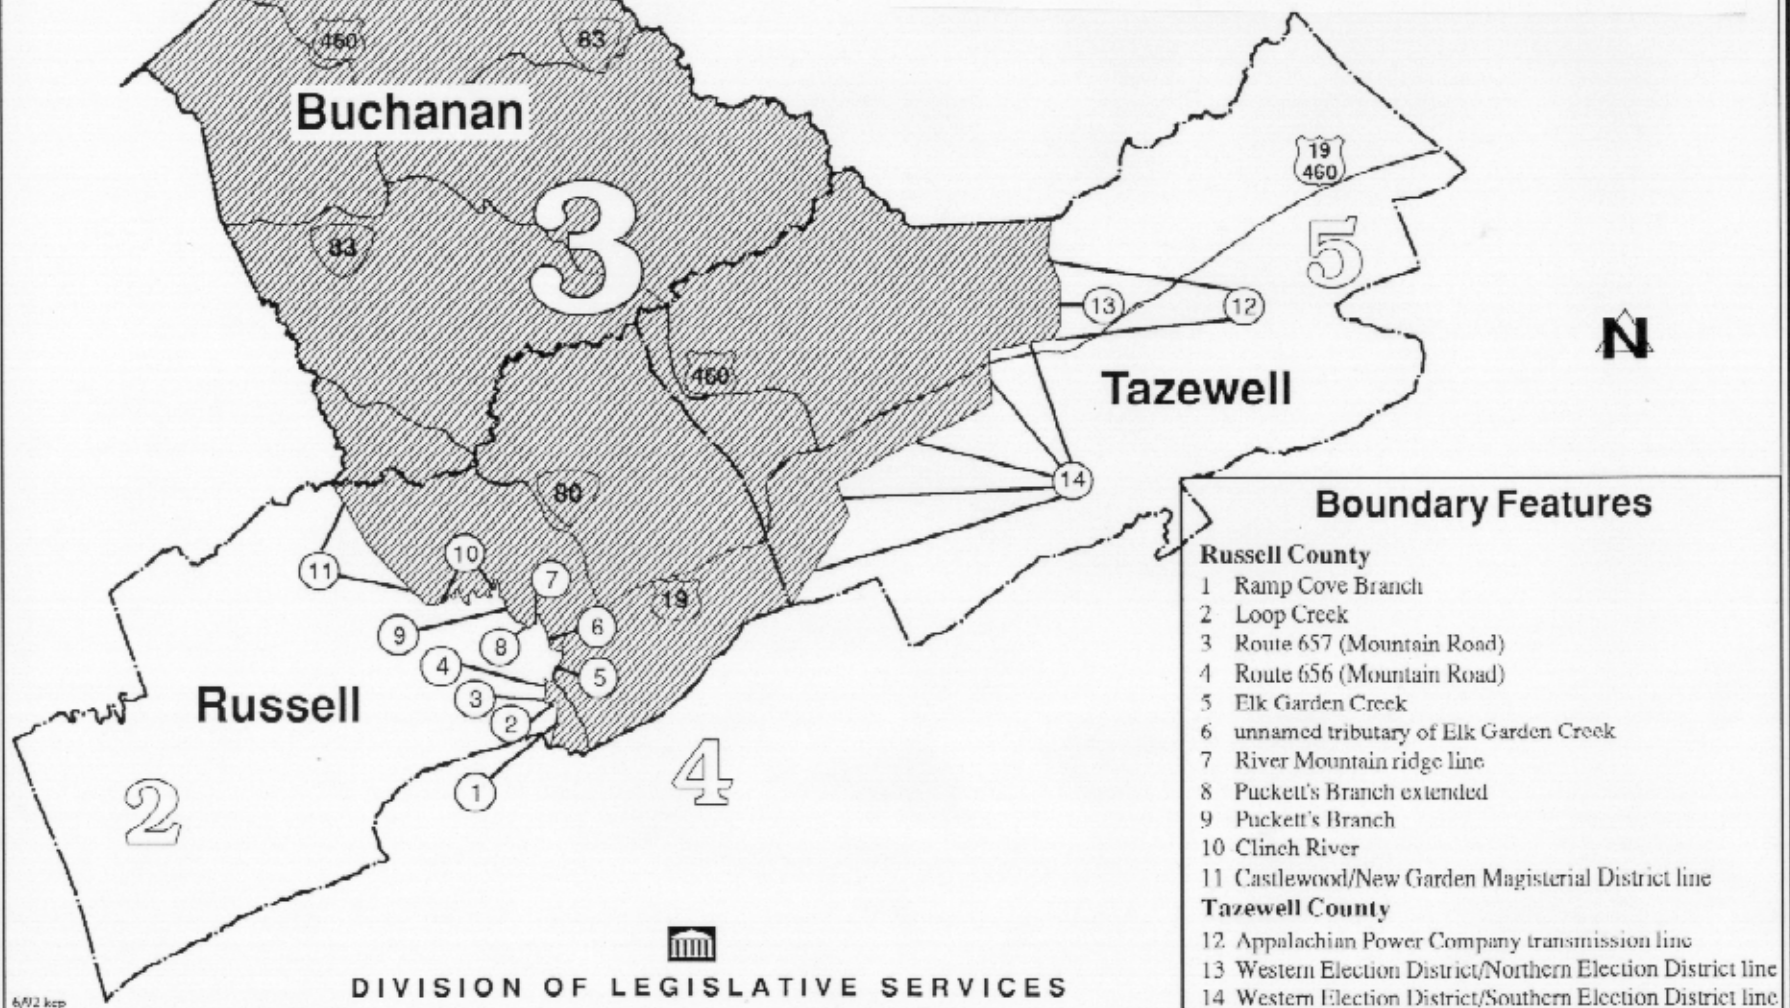 460
83
Buchanan
3
83
19
460
5
13
12
N
460
Tazewell
80
14
11
10
7
9
8
6
19
4
5
3
2
Russell
1
2
4
Boundary Features
Russell County
1 Ramp Cove Branch
2 Loop Creek
3 Route 657 (Mountain Road)
4 Route 656 (Mountain Road)
5 Elk Garden Creek
6 unnamed tributary of Elk Garden Creek
7 River Mountain ridge line
8 Puckett's Branch extended
9 Puckett's Branch
10 Clinch River
11 Castlewood/New Garden Magisterial District line
Tazewell County
12 Appalachian Power Company transmission line
13 Western Election District/Northern Election District line
14 Western Election District/Southern Election District line
DIVISION OF LEGISLATIVE SERVICES
6/92 kcp